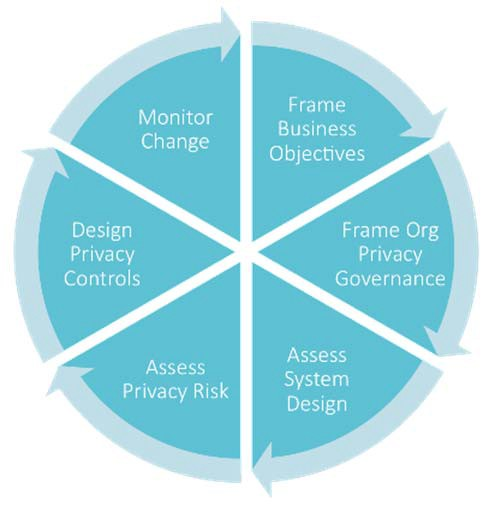 Frame
Business
Objectives
Frame Org
Privacy
Governance
Assess
System
Design
Assess
Privacy Risk
Design
Privacy
Controls
Monitor
Change